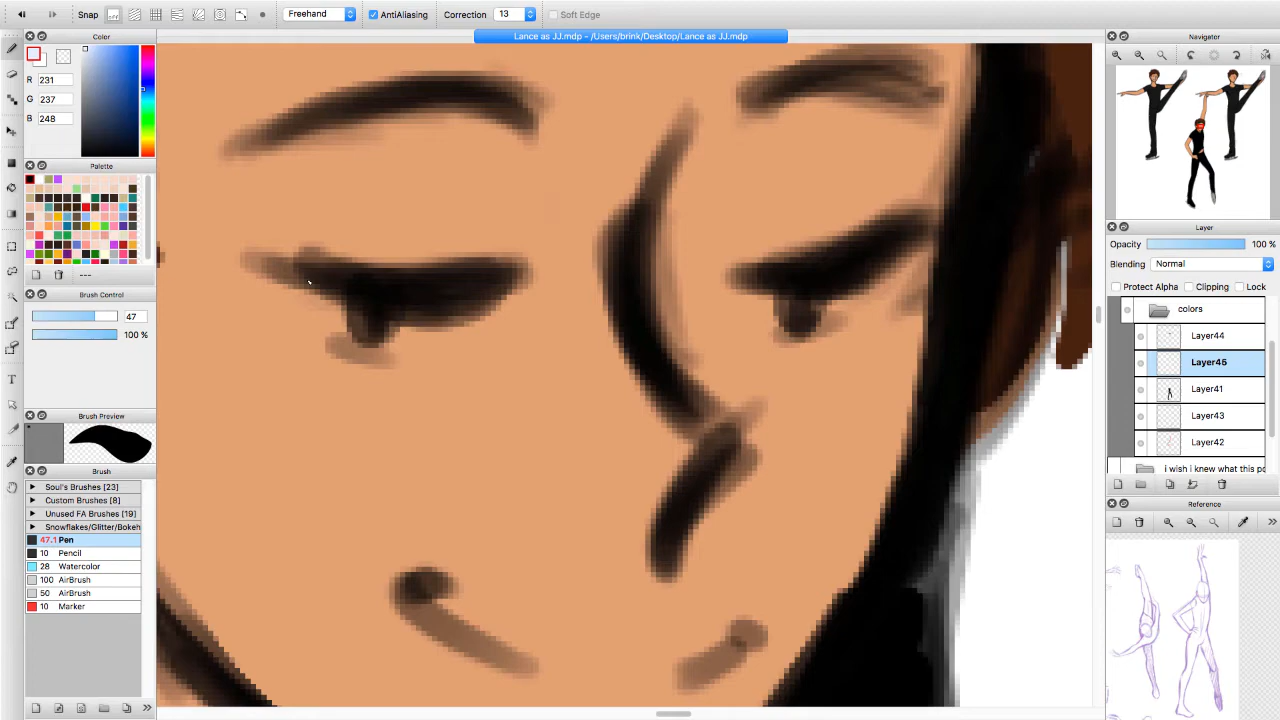 Snap
Freehand
AntiAliasing
Correction
13
Soft Edge
Color
Lance as JJ.mdp - /Users/brink/Desktop/Lance as JJ.mdp
Navigator
R 231
G 237
B 248
Palette
---
Brush Control
47
100 %
Brush Preview
Brush
Soul's Brushes [23]
Custom Brushes [8]
Unused FA Brushes [19]
Snowflakes/Glitter/Bokeh
47.1 Pen
10 Pencil
28 Watercolor
100 AirBrush
50 AirBrush
10 Marker
Layer
Opacity 100 %
Blending Normal
Protect Alpha Clipping Lock
colors
Layer44
Layer45
Layer41
Layer43
Layer42
i wish i knew what this po
Reference